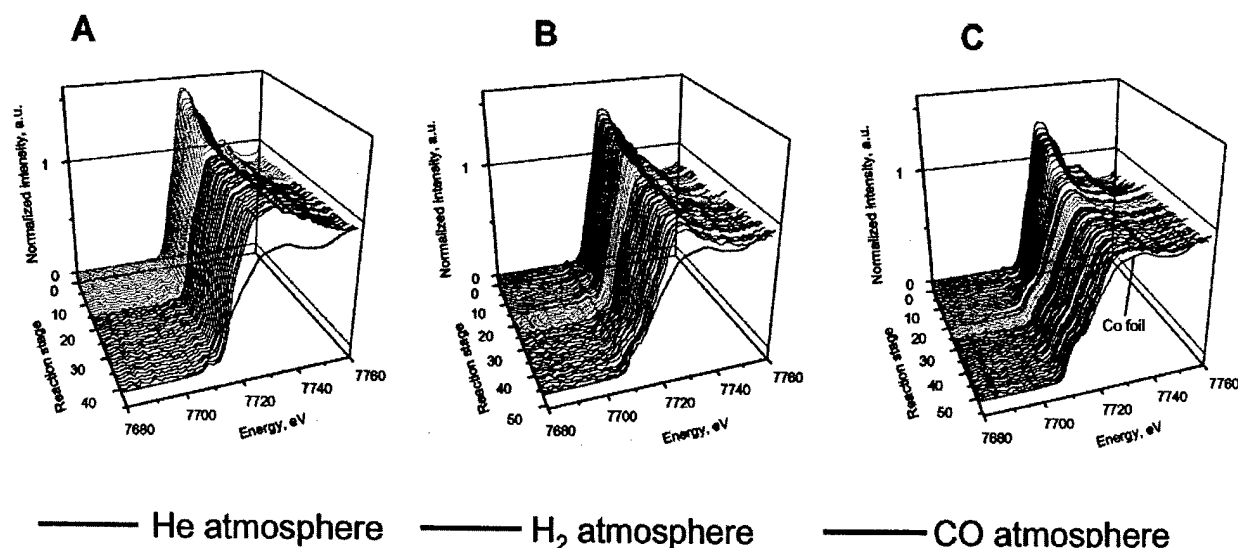 A
B
C
Normalized intensity, a.u.
1
0
0
10
20
30
40
Reaction stage
7680
7700
7720
7740
7760
Energy, eV
Normalized intensity, a.u.
1
0
0
10
20
30
40
50
Reaction stage
7680
7700
7720
7740
7760
Energy, eV
Normalized intensity, a.u.
1
0
0
10
20
30
40
50
Reaction stage
7680
7700
7720
7740
7760
Energy, eV
Co foil
He atmosphere
H₂ atmosphere
CO atmosphere